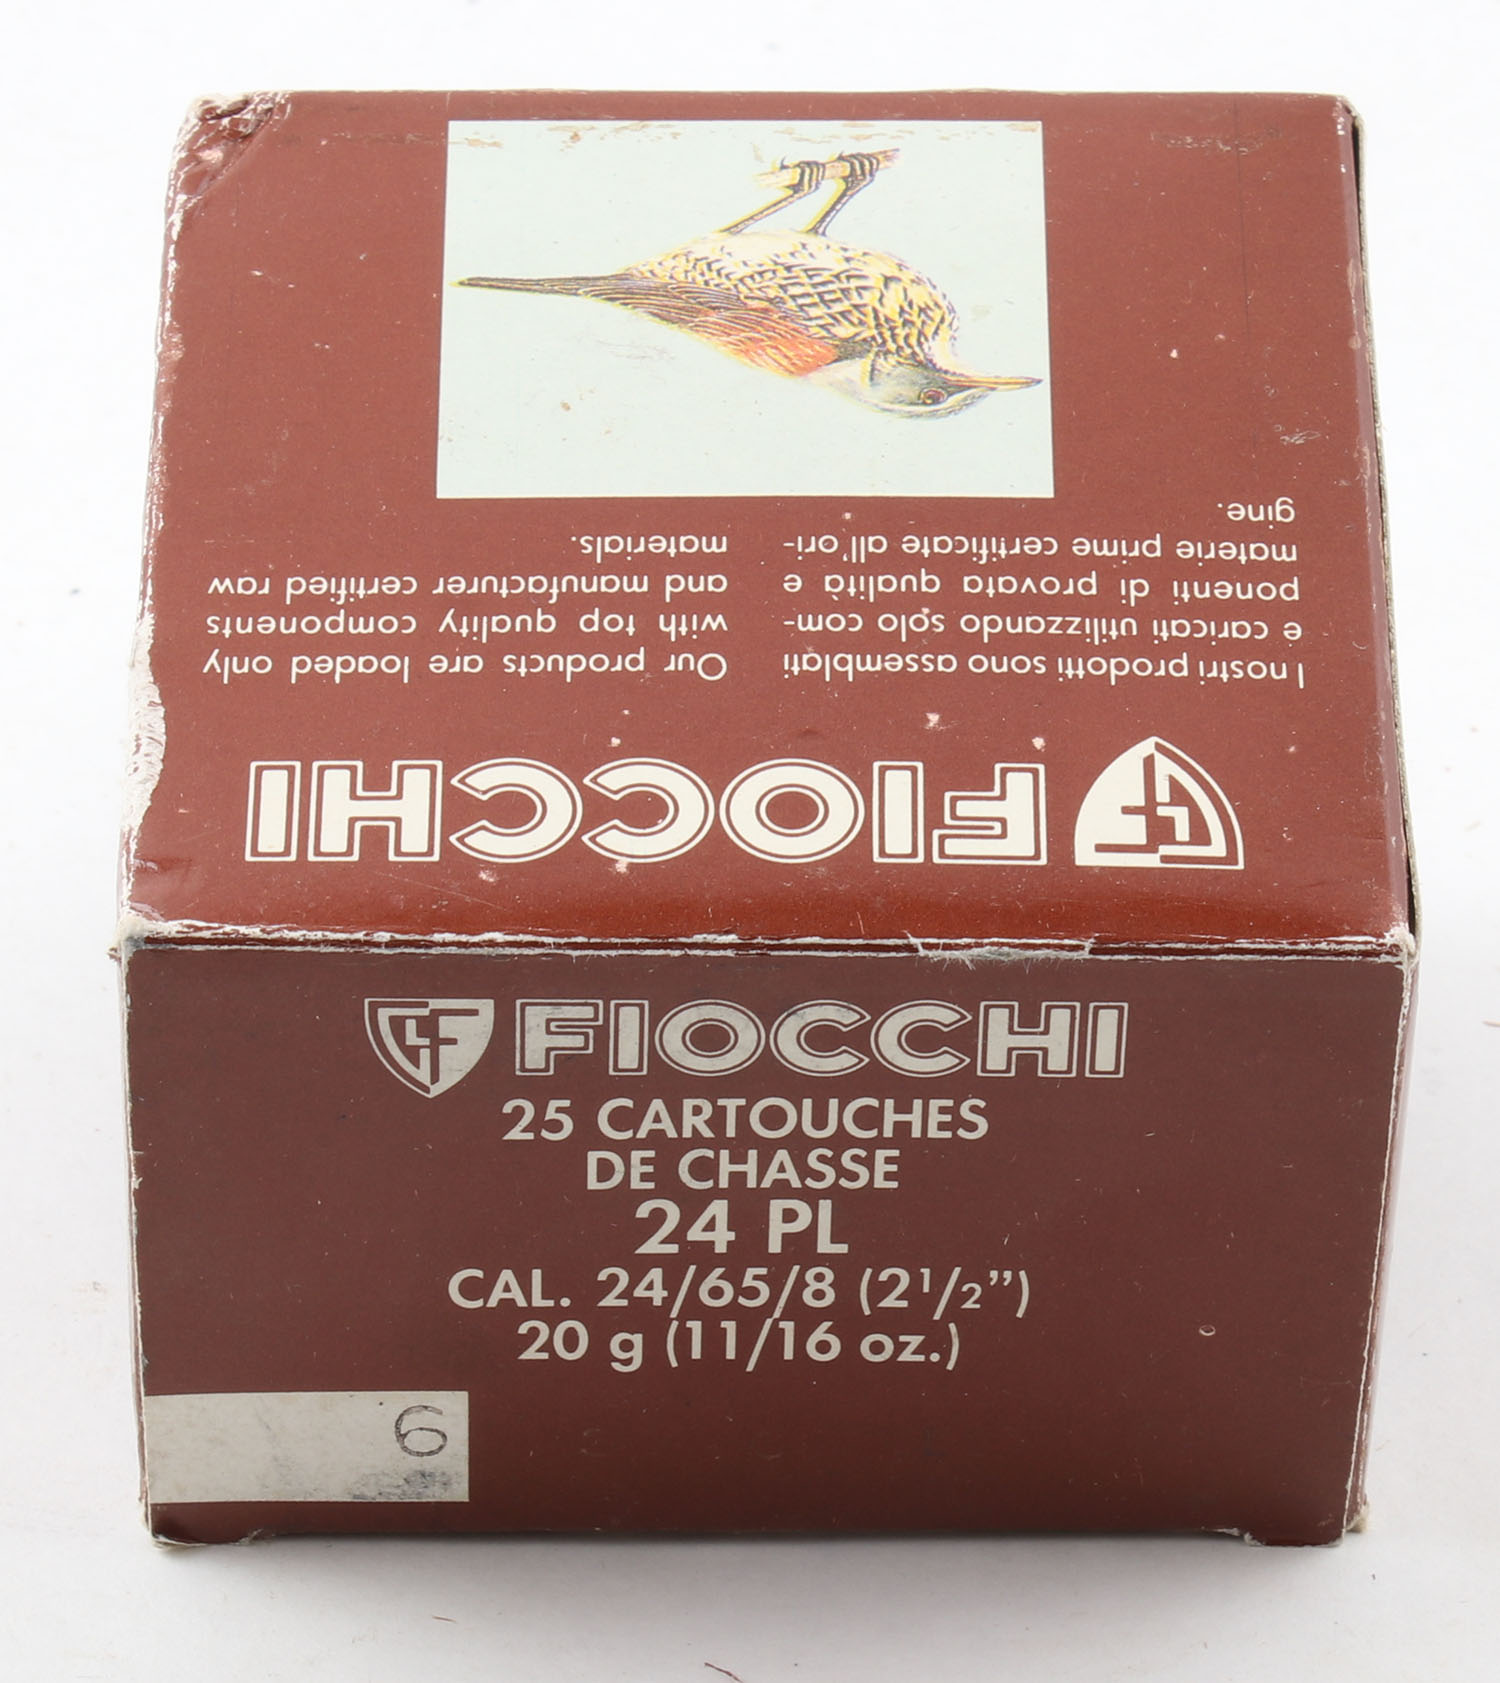 FIOCCHI
I nostri prodotti sono assemblati
e caricati utilizzando solo com-
ponenti di provata qualità e
materie prime certificate all'ori-
gine.
Our products are loaded only
with top quality components
and manufacturer certified raw
materials.
GFL FIOCCHI
25 CARTOUCHES
DE CHASSE
24 PL
CAL. 24/65/8 (2 1/2")
20 g (11/16 oz.)
6